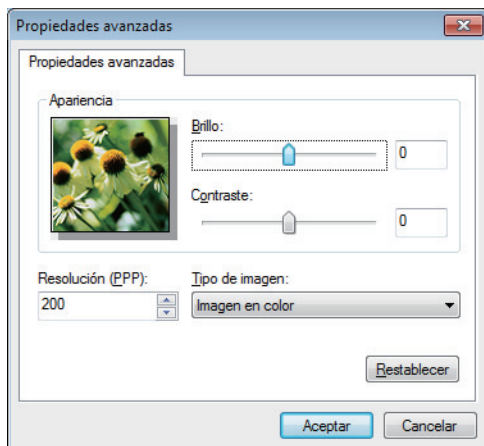 Propiedades avanzadas
Propiedades avanzadas
Apariencia
Brillo:
0
Contraste:
0
Resolución (PPP):
Tipo de imagen:
200
Imagen en color
Restablecer
Aceptar
Cancelar